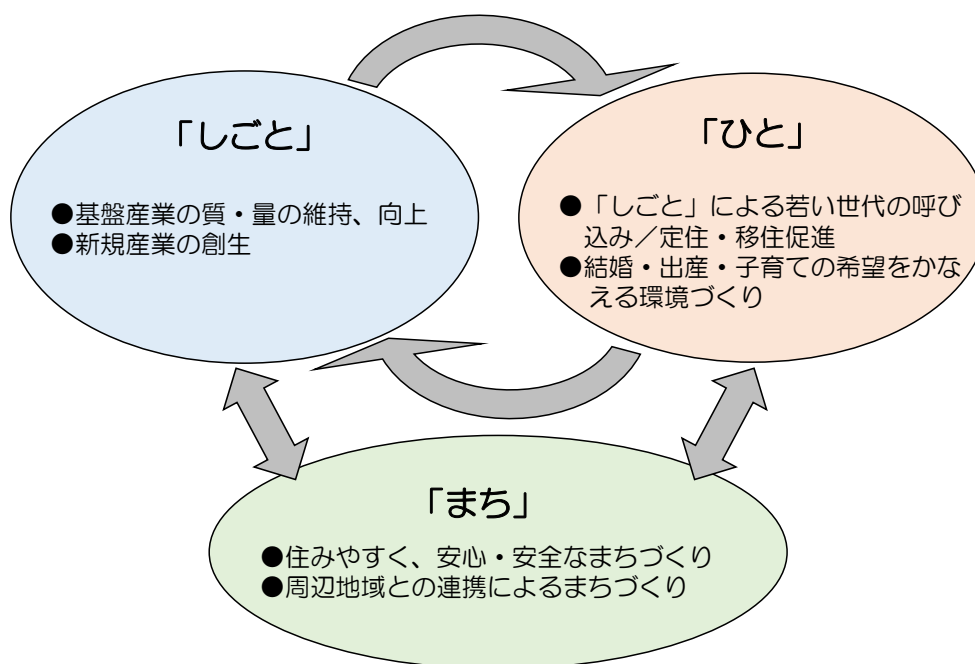 「しごと」
●基盤産業の質・量の維持、向上
●新規産業の創生
「ひと」
●「しごと」による若い世代の呼び
込み／定住・移住促進
●結婚・出産・子育ての希望をかな
える環境づくり
「まち」
●住みやすく、安心・安全なまちづくり
●周辺地域との連携によるまちづくり